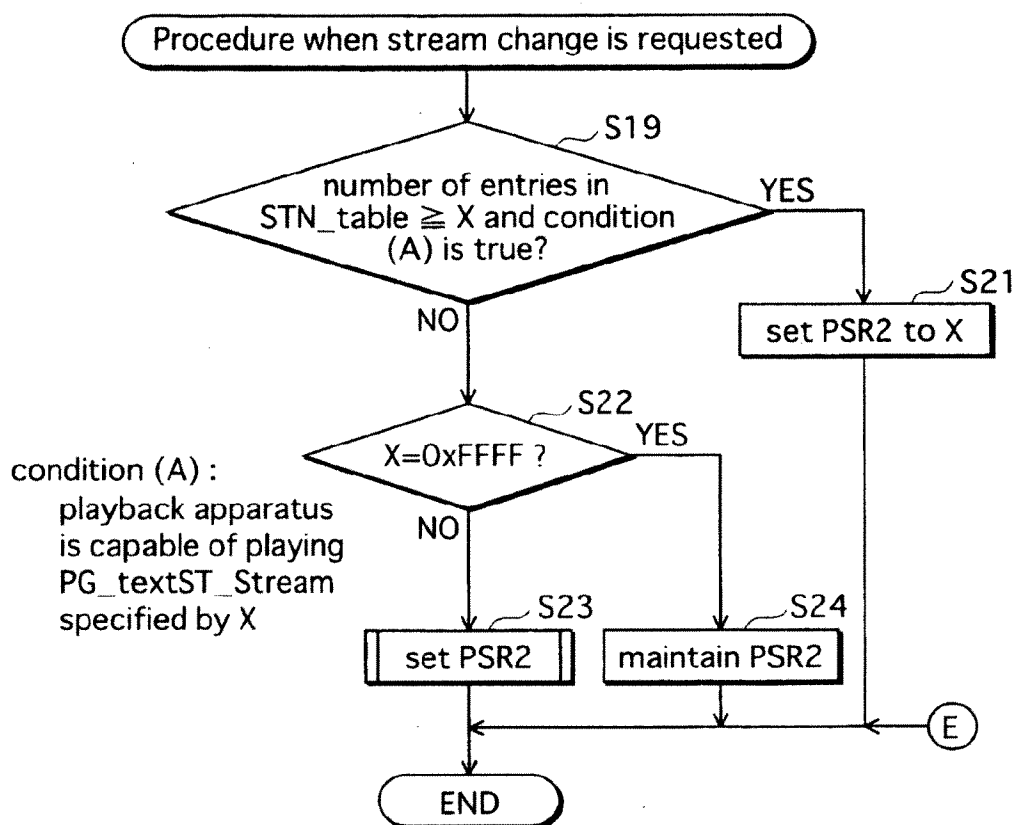 Procedure when stream change is requested
S19
number of entries in
STN_table ≧ X and condition
(A) is true?
YES
NO
S21
set PSR2 to X
S22
X=0xFFFF ?
YES
NO
condition (A) :
playback apparatus
is capable of playing
PG_textST_Stream
specified by X
S23
set PSR2
S24
maintain PSR2
E
END